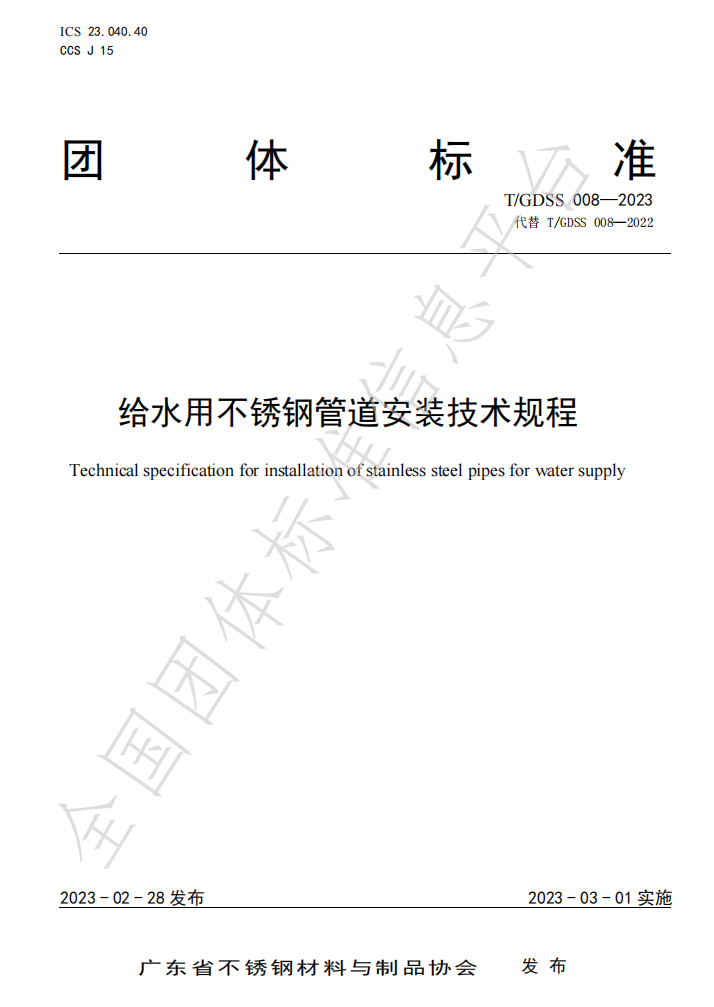 ICS 23.040.40
CCS J 15
团体标准
T/GDSS 008—2023
代替 T/GDSS 008—2022
给水用不锈钢管道安装技术规程
Technical specification for installation of stainless steel pipes for water supply
全国团体标准信息平台
2023-02-28 发布
2023-03-01 实施
广东省不锈钢材料与制品协会 发布